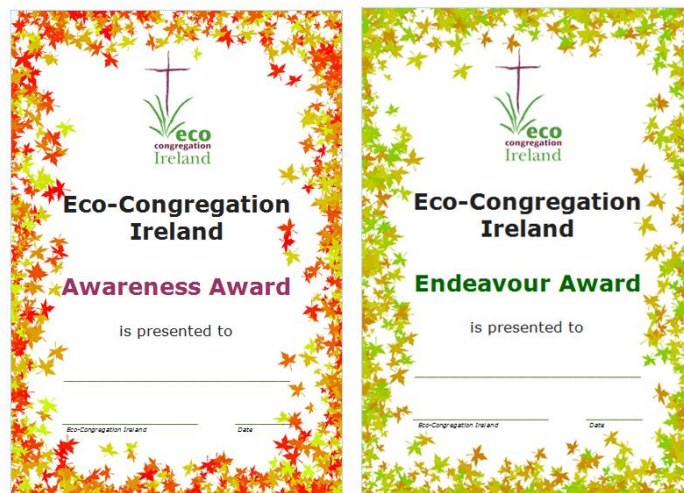 eco
congregation
Ireland
Eco-Congregation
Ireland
Awareness Award
is presented to
Eco-Congregation Ireland
Date
eco
congregation
Ireland
Eco-Congregation
Ireland
Endeavour Award
is presented to
Eco-Congregation Ireland
Date